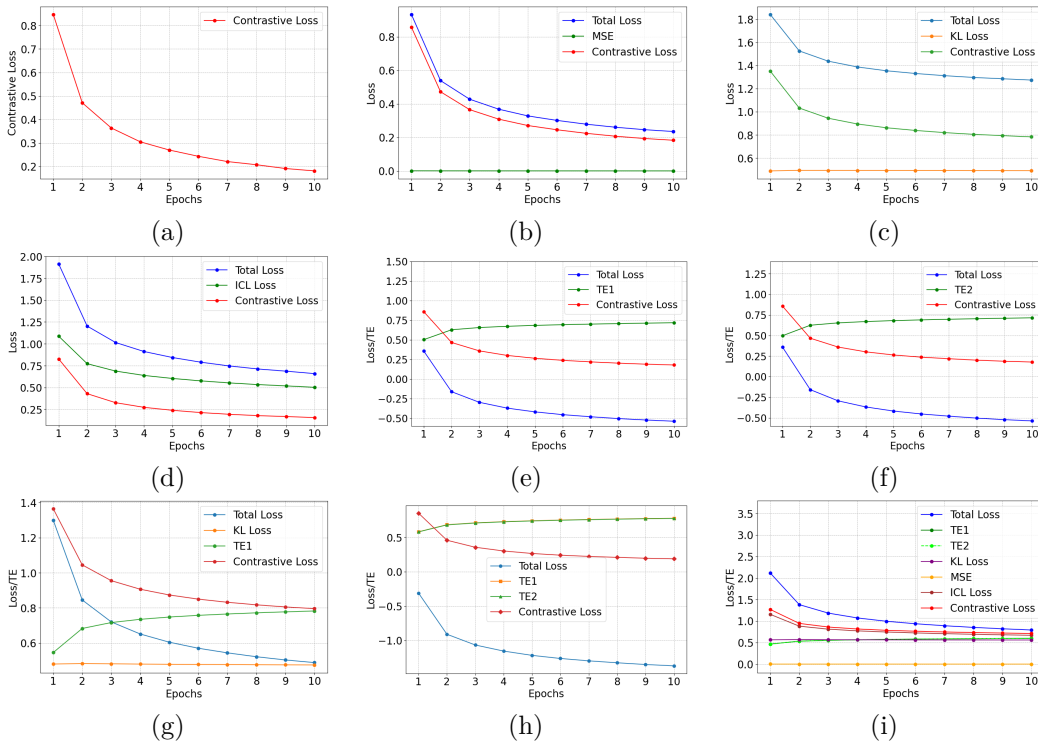 Contrastive Loss
0.8
0.7
0.6
0.5
0.4
0.3
0.2
Contrastive Loss
1 2 3 4 5 6 7 8 9 10
Epochs
(a)
Total Loss
MSE
Contrastive Loss
0.8
0.6
0.4
0.2
0.0
Loss
1 2 3 4 5 6 7 8 9 10
Epochs
(b)
Total Loss
KL Loss
Contrastive Loss
1.8
1.6
1.4
1.2
1.0
0.8
0.6
Loss
1 2 3 4 5 6 7 8 9 10
Epochs
(c)
Total Loss
ICL Loss
Contrastive Loss
2.00
1.75
1.50
1.25
1.00
0.75
0.50
0.25
Loss
1 2 3 4 5 6 7 8 9 10
Epochs
(d)
Total Loss
TE1
Contrastive Loss
1.50
1.25
1.00
0.75
0.50
0.25
0.00
−0.25
−0.50
Loss/TE
1 2 3 4 5 6 7 8 9 10
Epochs
(e)
Total Loss
TE2
Contrastive Loss
1.25
1.00
0.75
0.50
0.25
0.00
−0.25
−0.50
Loss/TE
1 2 3 4 5 6 7 8 9 10
Epochs
(f)
Total Loss
KL Loss
TE1
Contrastive Loss
1.4
1.2
1.0
0.8
0.6
Loss/TE
1 2 3 4 5 6 7 8 9 10
Epochs
(g)
Total Loss
TE1
TE2
Contrastive Loss
0.5
0.0
−0.5
−1.0
Loss/TE
1 2 3 4 5 6 7 8 9 10
Epochs
(h)
Total Loss
TE1
TE2
KL Loss
MSE
ICL Loss
Contrastive Loss
3.5
3.0
2.5
2.0
1.5
1.0
0.5
0.0
Loss/TE
1 2 3 4 5 6 7 8 9 10
Epochs
(i)